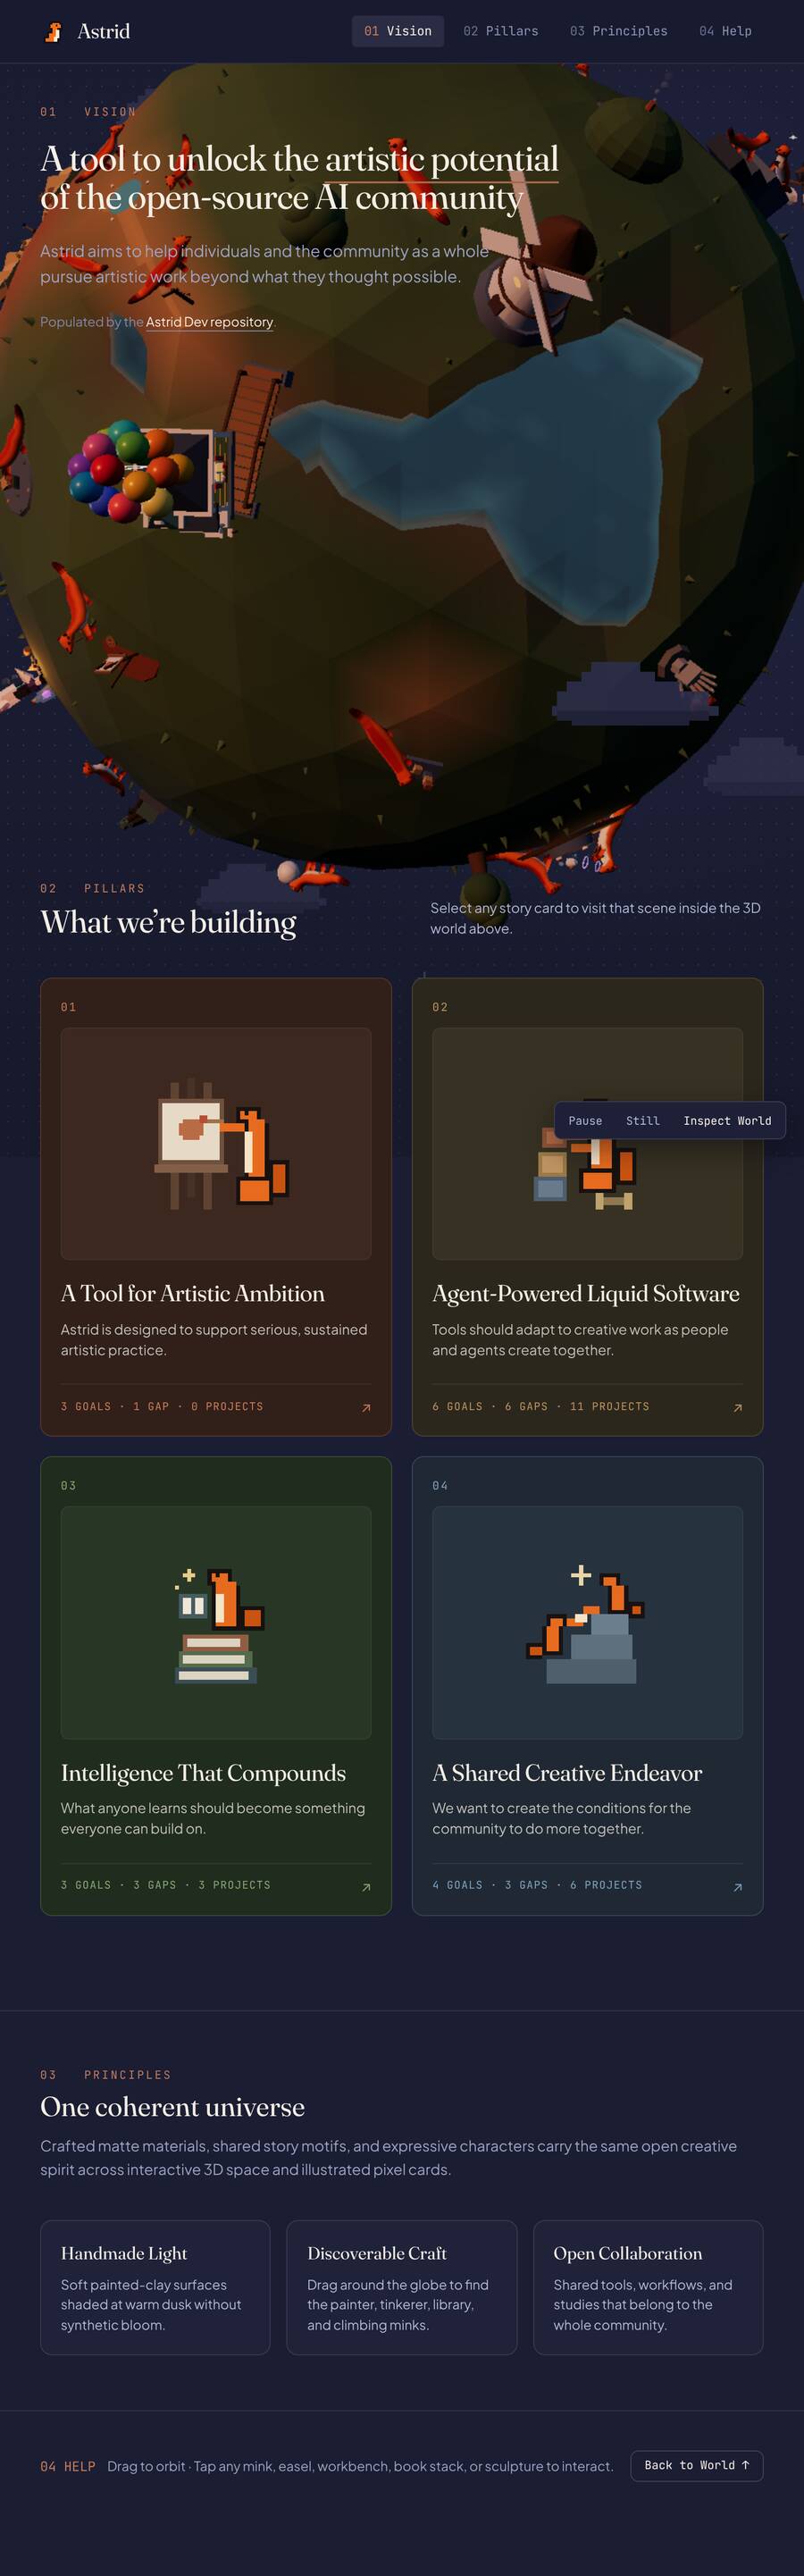 Astrid
01 Vision
02 Pillars
03 Principles
04 Help
01 VISION
A tool to unlock the artistic potential
of the open-source AI community
Astrid aims to help individuals and the community as a whole
pursue artistic work beyond what they thought possible.
Populated by the Astrid Dev repository.
02 PILLARS
What we’re building
Select any story card to visit that scene inside the 3D
world above.
01
02
Pause
Still
Inspect World
A Tool for Artistic Ambition
Astrid is designed to support serious, sustained
artistic practice.
3 GOALS · 1 GAP · 0 PROJECTS ↗
Agent-Powered Liquid Software
Tools should adapt to creative work as people
and agents create together.
6 GOALS · 6 GAPS · 11 PROJECTS ↗
03
Intelligence That Compounds
What anyone learns should become something
everyone can build on.
3 GOALS · 3 GAPS · 3 PROJECTS ↗
04
A Shared Creative Endeavor
We want to create the conditions for the
community to do more together.
4 GOALS · 3 GAPS · 6 PROJECTS ↗
03 PRINCIPLES
One coherent universe
Crafted matte materials, shared story motifs, and expressive characters carry the same open creative
spirit across interactive 3D space and illustrated pixel cards.
Handmade Light
Soft painted-clay surfaces
shaded at warm dusk without
synthetic bloom.
Discoverable Craft
Drag around the globe to find
the painter, tinkerer, library,
and climbing minks.
Open Collaboration
Shared tools, workflows, and
studies that belong to the
whole community.
04 HELP
Drag to orbit · Tap any mink, easel, workbench, book stack, or sculpture to interact.
Back to World ↑